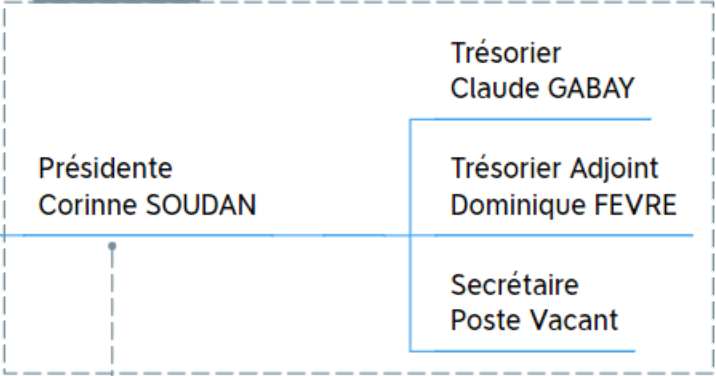 Trésorier
Claude GABAY
Présidente
Corinne SOUDAN
Trésorier Adjoint
Dominique FEVRE
Secrétaire
Poste Vacant